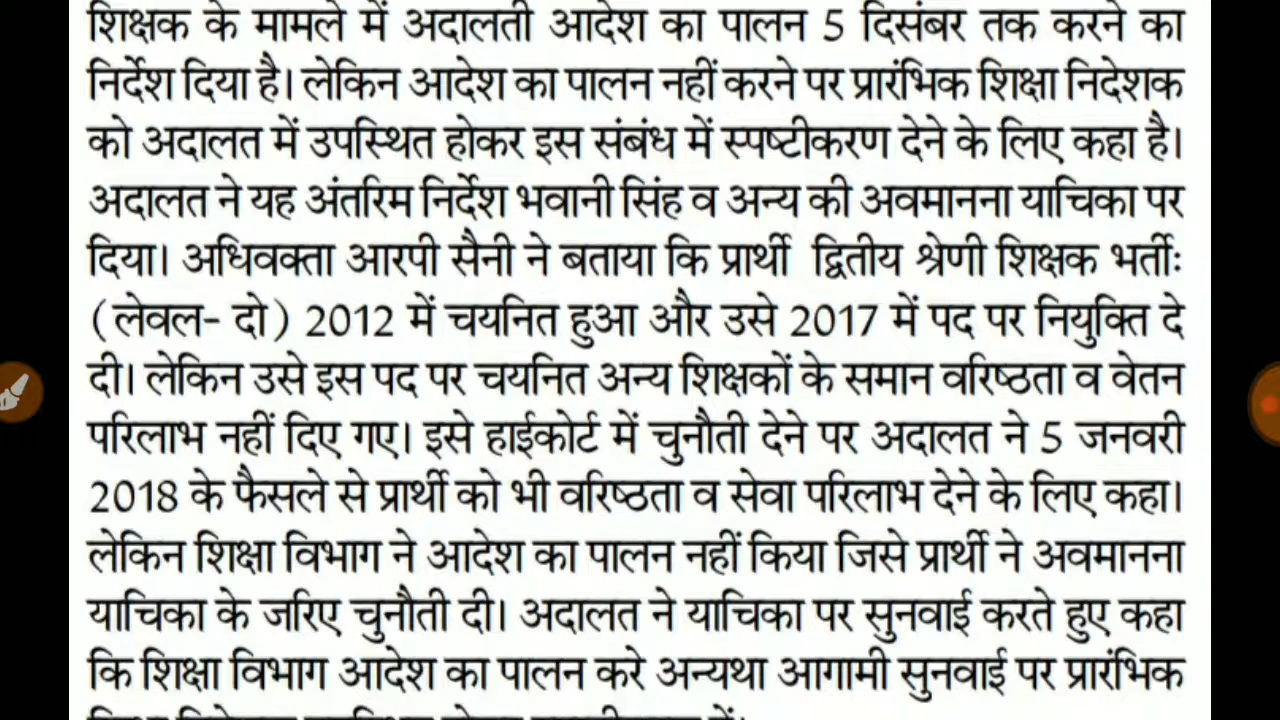 शिक्षक के मामले में अदालती आदेश का पालन 5 दिसंबर तक करने का
निर्देश दिया है। लेकिन आदेश का पालन नहीं करने पर प्रारंभिक शिक्षा निदेशक
को अदालत में उपस्थित होकर इस संबंध में स्पष्टीकरण देने के लिए कहा है।
अदालत ने यह अंतरिम निर्देश भवानी सिंह व अन्य की अवमानना याचिका पर
दिया। अधिवक्ता आरपी सैनी ने बताया कि प्रार्थी द्वितीय श्रेणी शिक्षक भर्तीः
(लेवल- दो) 2012 में चयनित हुआ और उसे 2017 में पद पर नियुक्ति दे
दी। लेकिन उसे इस पद पर चयनित अन्य शिक्षकों के समान वरिष्ठता व वेतन
परिलाभ नहीं दिए गए। इसे हाईकोर्ट में चुनौती देने पर अदालत ने 5 जनवरी
2018 के फैसले से प्रार्थी को भी वरिष्ठता व सेवा परिलाभ देने के लिए कहा।
लेकिन शिक्षा विभाग ने आदेश का पालन नहीं किया जिसे प्रार्थी ने अवमानना
याचिका के जरिए चुनौती दी। अदालत ने याचिका पर सुनवाई करते हुए कहा
कि शिक्षा विभाग आदेश का पालन करे अन्यथा आगामी सुनवाई पर प्रारंभिक